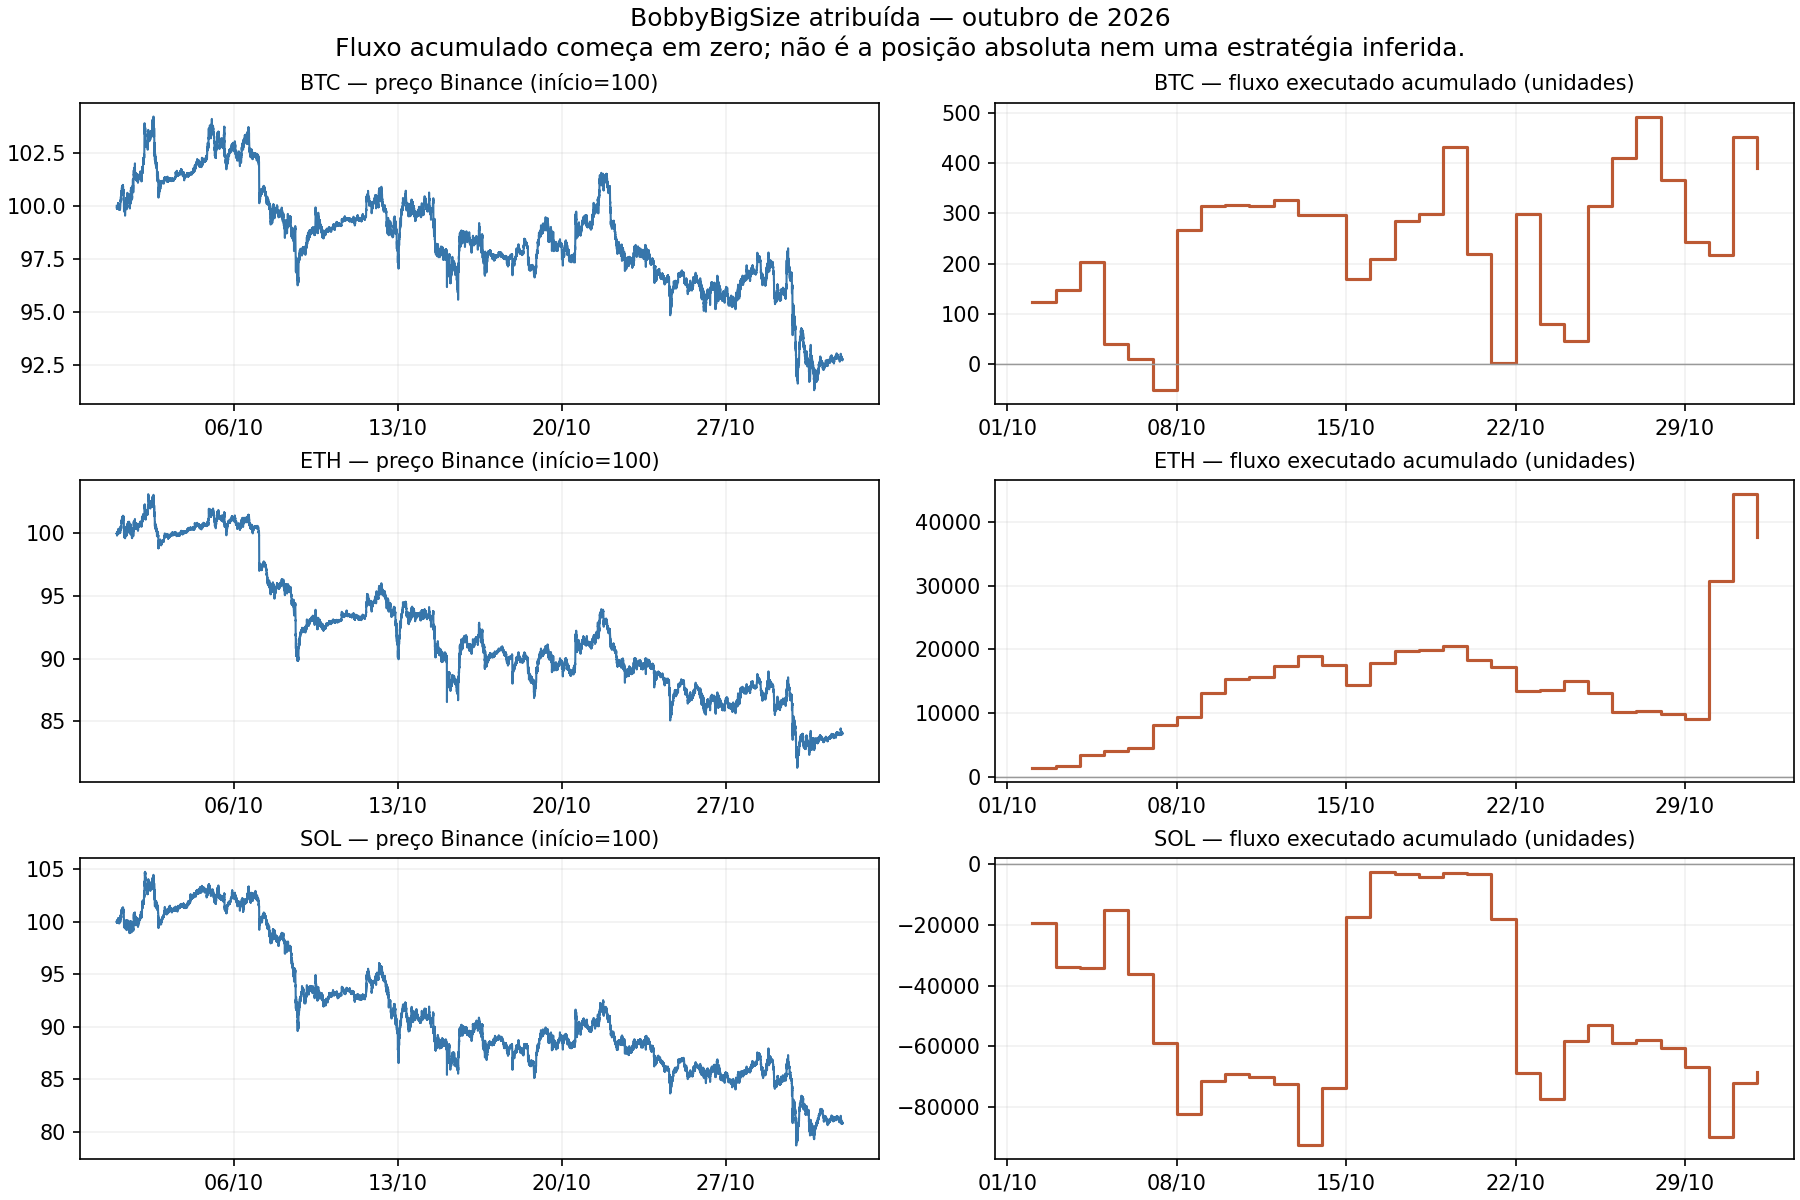 BobbyBigSize atribuída — outubro de 2026
Fluxo acumulado começa em zero; não é a posição absoluta nem uma estratégia inferida.
BTC — preço Binance (início=100)
102.5
100.0
97.5
95.0
92.5
06/10 13/10 20/10 27/10
BTC — fluxo executado acumulado (unidades)
500
400
300
200
100
0
01/10 08/10 15/10 22/10 29/10
ETH — preço Binance (início=100)
100
95
90
85
06/10 13/10 20/10 27/10
ETH — fluxo executado acumulado (unidades)
40000
30000
20000
10000
0
01/10 08/10 15/10 22/10 29/10
SOL — preço Binance (início=100)
105
100
95
90
85
80
06/10 13/10 20/10 27/10
SOL — fluxo executado acumulado (unidades)
0
−20000
−40000
−60000
−80000
01/10 08/10 15/10 22/10 29/10